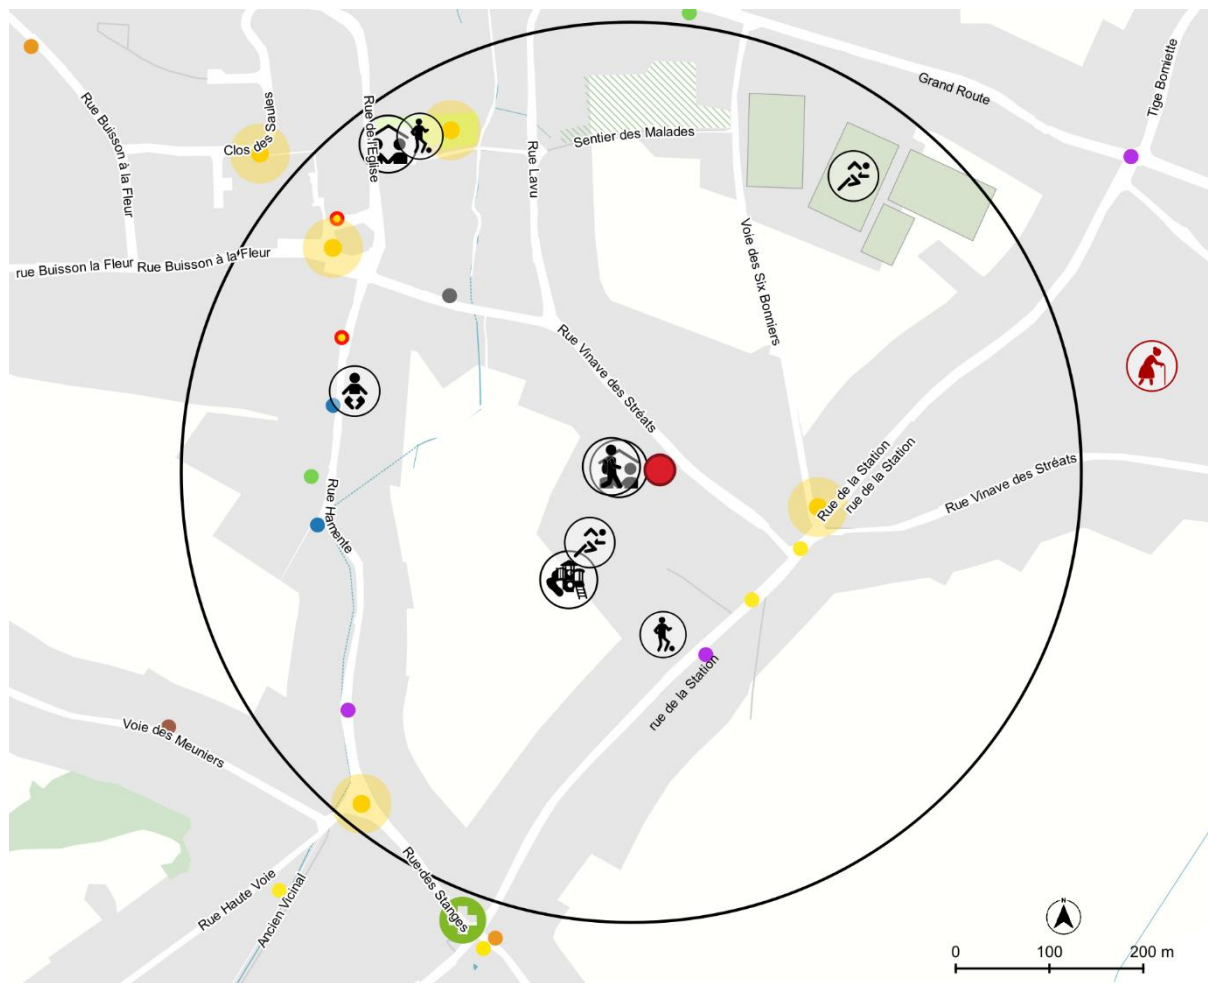 Grand Route
Tige Bomiette
Rue Buisson à la Fleur
Clos des
Saules
Rue de l'Eglise
Sentier des Malades
Rue Lavu
rue Buisson la Fleur
Rue Buisson à la Fleur
Voie des Six Bonniers
Rue Vinave des Stréats
Rue de la Station
rue de la Station
Rue Vinave des Stréats
Rue Hamente
rue de la Station
Voie des Meuniers
Rue des Stanges
Rue Haute Voie
Ancien Vicinal
N
0 100 200 m